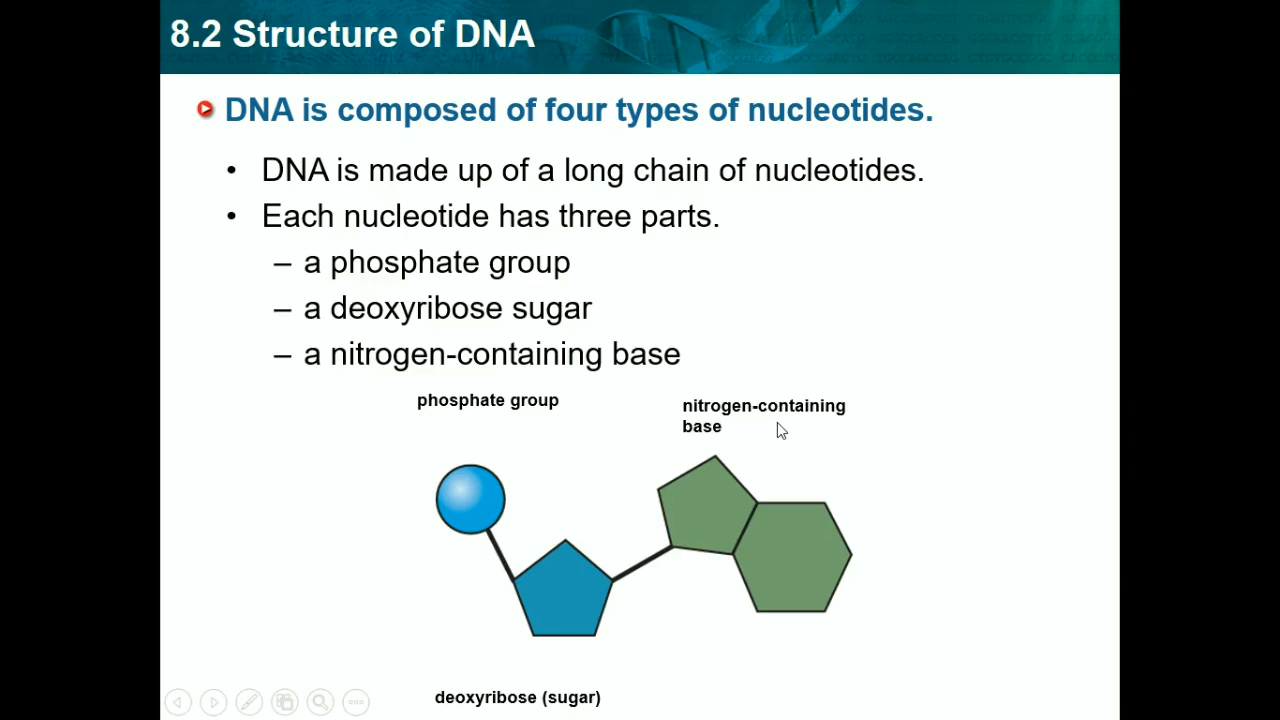 8.2 Structure of DNA
DNA is composed of four types of nucleotides.
• DNA is made up of a long chain of nucleotides.
• Each nucleotide has three parts.
– a phosphate group
– a deoxyribose sugar
– a nitrogen-containing base
phosphate group
nitrogen-containing
base
deoxyribose (sugar)